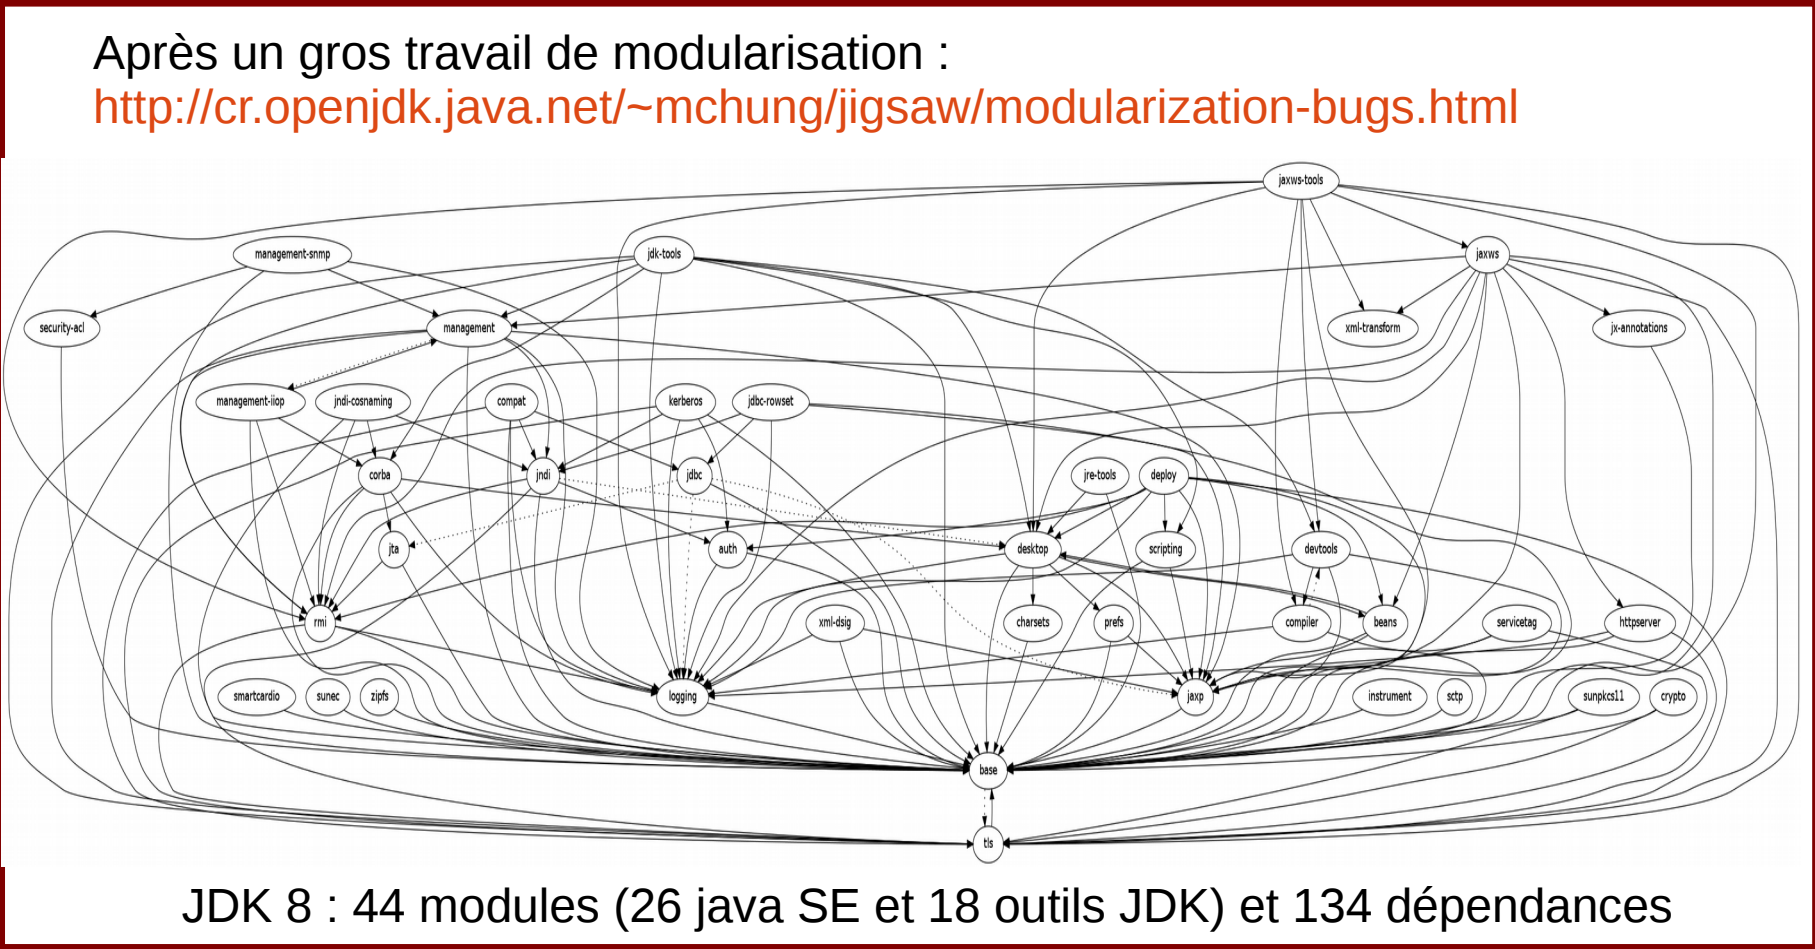 Après un gros travail de modularisation :
http://cr.openjdk.java.net/~mchung/jigsaw/modularization-bugs.html
jaxws-tools
management-snmp
jdk-tools
jaxws
security-acl
management
xml-transform
jx-annotations
management-iiop
jndi-cosnaming
compat
kerberos
jdbc-rowset
corba
jndi
jdbc
jre-tools
deploy
jta
auth
desktop
scripting
devtools
rmi
xml-dsig
charsets
prefs
compiler
beans
servicetag
httpserver
smartcardio
sunec
zipfs
logging
jaxp
instrument
sctp
sunpkcs11
crypto
base
tls
JDK 8 : 44 modules (26 java SE et 18 outils JDK) et 134 dépendances